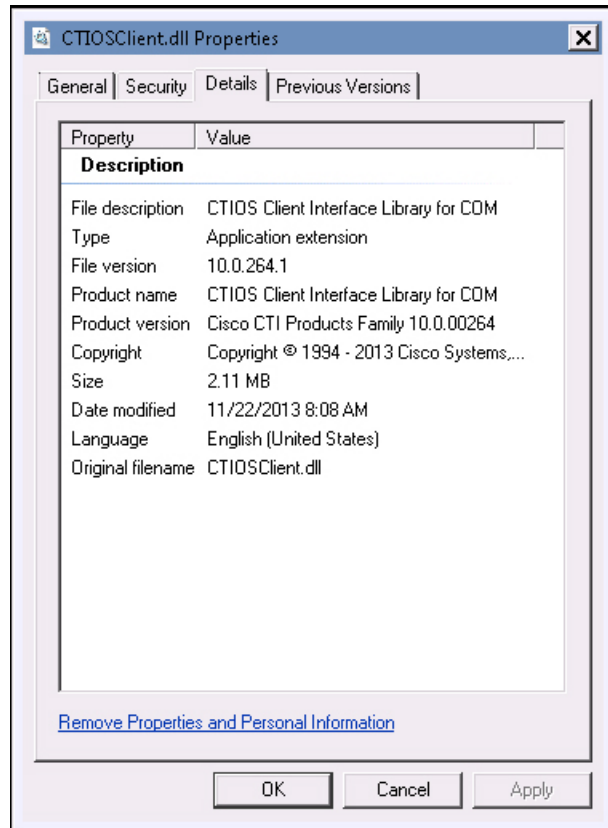 CTIOSClient.dll Properties
General Security Details Previous Versions
Property Value
Description
File description CTIOS Client Interface Library for COM
Type Application extension
File version 10.0.264.1
Product name CTIOS Client Interface Library for COM
Product version Cisco CTI Products Family 10.0.00264
Copyright Copyright © 1994 - 2013 Cisco Systems,...
Size 2.11 MB
Date modified 11/22/2013 8:08 AM
Language English (United States)
Original filename CTIOSClient.dll
Remove Properties and Personal Information
OK Cancel Apply